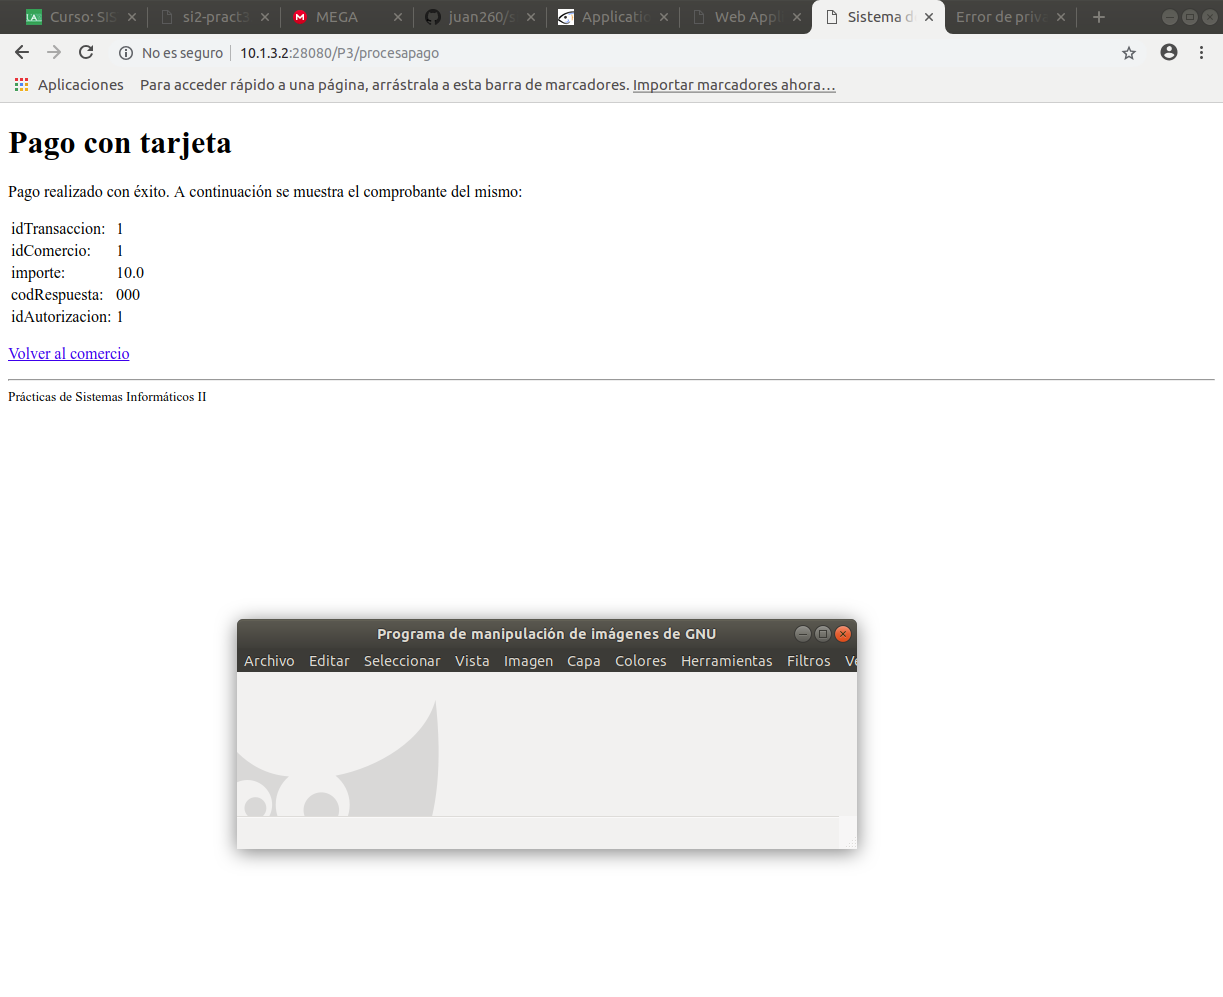 Curso: SIS
si2-pract3
MEGA
juan260/s
Applicatio
Web Appl
Sistema d
Error de priva
No es seguro
10.1.3.2:28080/P3/procesapago
Aplicaciones
Para acceder rápido a una página, arrástrala a esta barra de marcadores. Importar marcadores ahora…
Pago con tarjeta
Pago realizado con éxito. A continuación se muestra el comprobante del mismo:
idTransaccion: 1
idComercio: 1
importe: 10.0
codRespuesta: 000
idAutorizacion: 1
Volver al comercio
Prácticas de Sistemas Informáticos II
Programa de manipulación de imágenes de GNU
Archivo Editar Seleccionar Vista Imagen Capa Colores Herramientas Filtros Ve